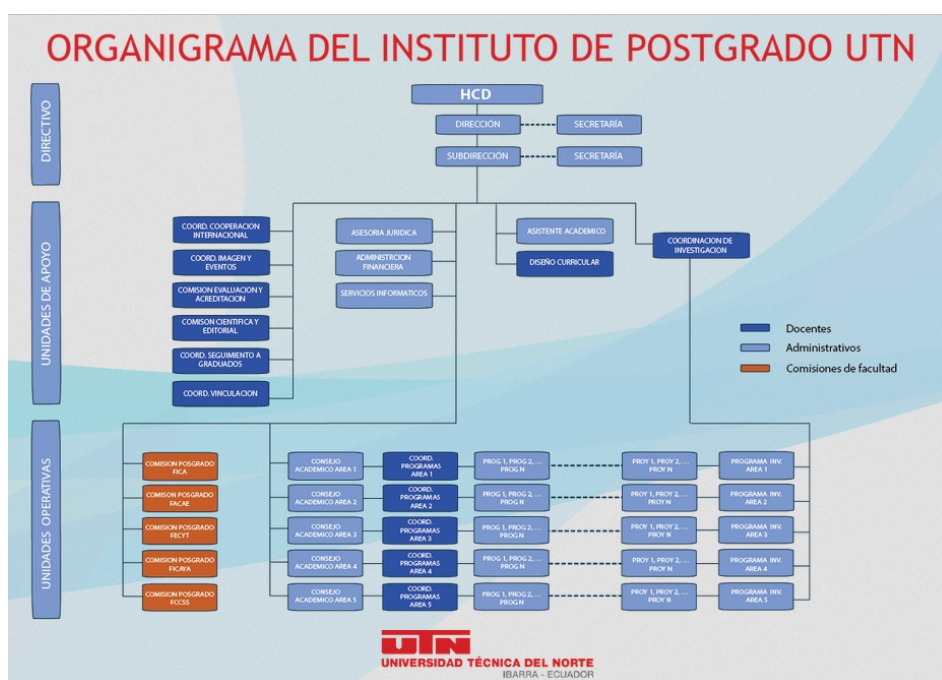 ORGANIGRAMA DEL INSTITUTO DE POSTGRADO UTN
DIRECTIVO
HCD
DIRECCIÓN
SECRETARÍA
SUBDIRECCIÓN
SECRETARÍA
UNIDADES DE APOYO
COORD. COOPERACION
INTERNACIONAL
COORD. IMAGEN Y
EVENTOS
COMISION EVALUACION Y
ACREDITACION
COMISON CIENTIFICA Y
EDITORIAL
COORD. SEGUIMIENTO A
GRADUADOS
COORD. VINCULACION
ASESORIA JURIDICA
ADMINISTRCION
FINANCIERA
SERVICIOS INFORMATICOS
ASISTENTE ACADEMICO
DISEÑO CURRICULAR
COORDINACION DE
INVESTIGACION
Docentes
Administrativos
Comisiones de facultad
UNIDADES OPERATIVAS
COMISION POSGRADO
FICA
CONSEJO
ACADEMICO AREA 1
COORD.
PROGRAMAS
AREA 1
PROG 1, PROG 2, ...
PROG N
PROY 1, PROY 2, ...
PROY N
PROGRAMA INV.
AREA 1
COMISON POSGRADO
FACAE
CONSEJO
ACADEMICO AREA 2
COORD.
PROGRAMAS
AREA 2
PROG 1, PROG 2, ...
PROG N
PROY 1, PROY 2, ...
PROY N
PROGRAMA INV.
AREA 2
COMISION POSGRADO
FECYT
CONSEJO
ACADEMICO AREA 3
COORD.
PROGRAMAS
AREA 3
PROG 1, PROG 2, ...
PROG N
PROY 1, PROY 2, ...
PROY N
PROGRAMA INV.
AREA 3
COMISION POSGRADO
FICAYA
CONSEJO
ACADEMICO AREA 4
COORD.
PROGRAMAS
AREA 4
PROG 1, PROG 2, ...
PROG N
PROY 1, PROY 2, ...
PROY N
PROGRAMA INV.
AREA 4
COMISION POSGRADO
FCCSS
CONSEJO
ACADEMICO AREA 5
COORD.
PROGRAMAS
AREA 5
PROG 1, PROG 2, ...
PROG N
PROY 1, PROY 2, ...
PROY N
PROGRAMA INV.
AREA 5
UTN
UNIVERSIDAD TÉCNICA DEL NORTE
IBARRA - ECUADOR